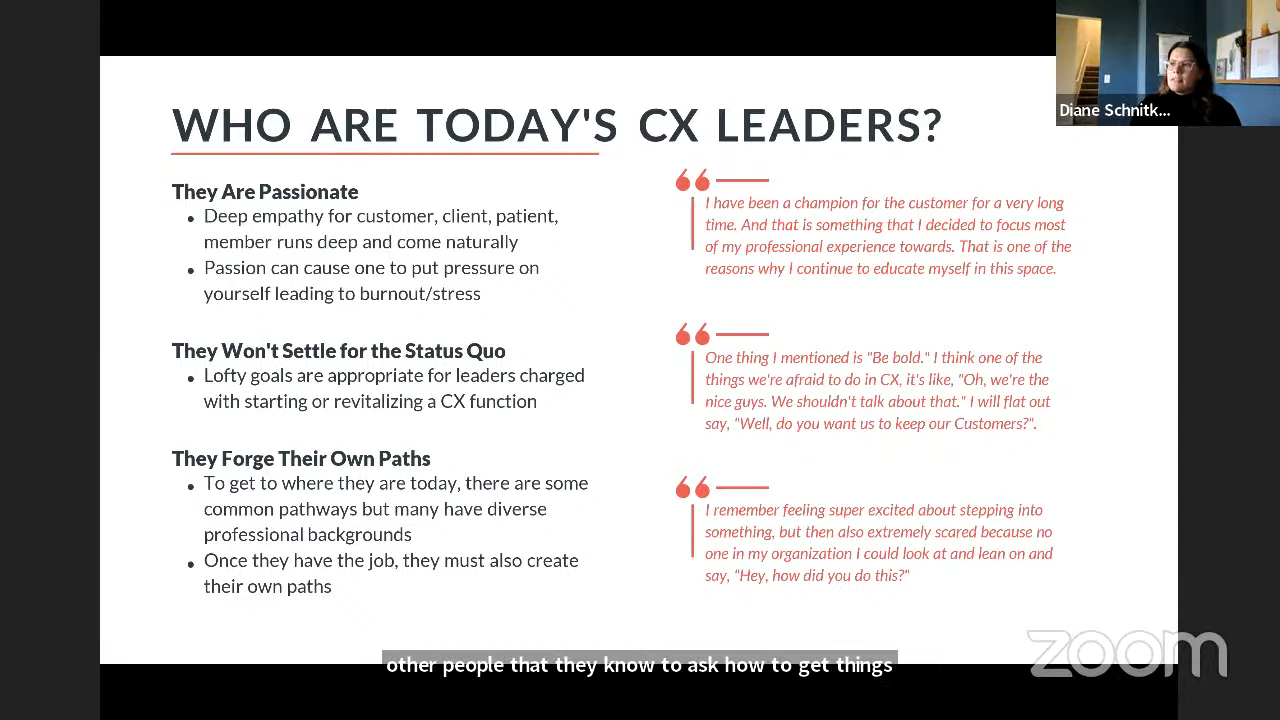 WHO ARE TODAY'S CX LEADERS?
Diane Schnitk...
They Are Passionate
• Deep empathy for customer, client, patient,
member runs deep and come naturally
• Passion can cause one to put pressure on
yourself leading to burnout/stress
They Won't Settle for the Status Quo
• Lofty goals are appropriate for leaders charged
with starting or revitalizing a CX function
They Forge Their Own Paths
• To get to where they are today, there are some
common pathways but many have diverse
professional backgrounds
• Once they have the job, they must also create
their own paths
I have been a champion for the customer for a very long
time. And that is something that I decided to focus most
of my professional experience towards. That is one of the
reasons why I continue to educate myself in this space.
One thing I mentioned is "Be bold." I think one of the
things we're afraid to do in CX, it's like, "Oh, we're the
nice guys. We shouldn't talk about that." I will flat out
say, "Well, do you want us to keep our Customers?".
I remember feeling super excited about stepping into
something, but then also extremely scared because no
one in my organization I could look at and lean on and
say, "Hey, how did you do this?"
other people that they know to ask how to get things
zoom